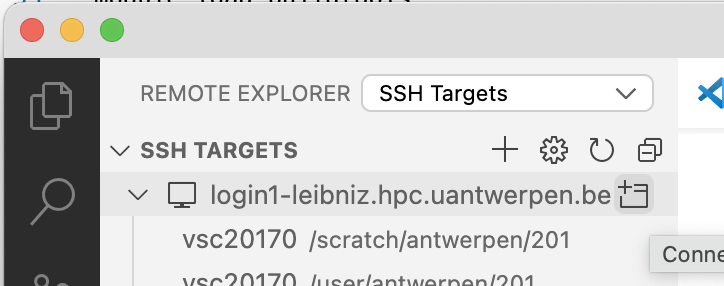 REMOTE EXPLORER SSH Targets
SSH TARGETS
login1-leibniz.hpc.uantwerpen.be
vsc20170 /scratch/antwerpen/201
Conne
vsc20170 /user/antwerpen/201